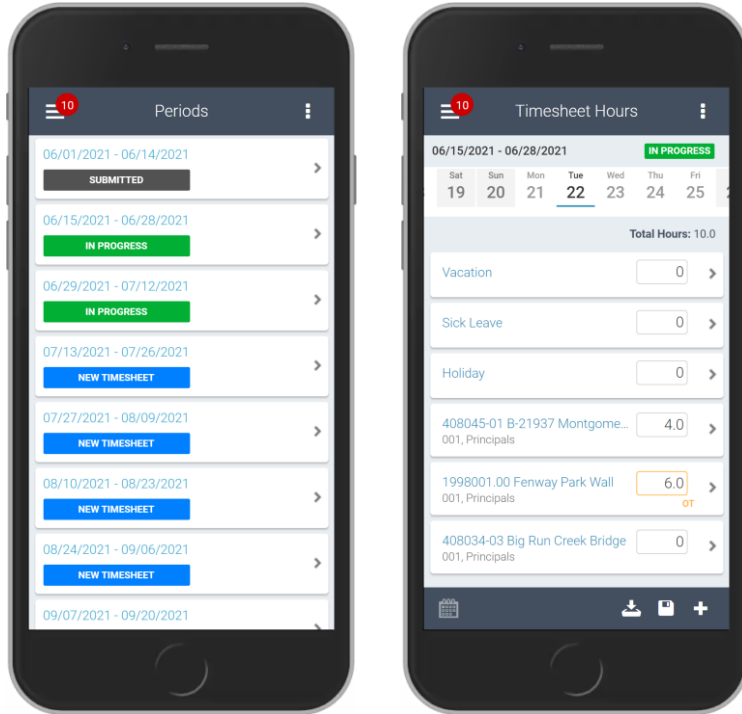 10
Periods
06/01/2021 - 06/14/2021
SUBMITTED
06/15/2021 - 06/28/2021
IN PROGRESS
06/29/2021 - 07/12/2021
IN PROGRESS
07/13/2021 - 07/26/2021
NEW TIMESHEET
07/27/2021 - 08/09/2021
NEW TIMESHEET
08/10/2021 - 08/23/2021
NEW TIMESHEET
08/24/2021 - 09/06/2021
NEW TIMESHEET
09/07/2021 - 09/20/2021
10
Timesheet Hours
06/15/2021 - 06/28/2021 IN PROGRESS
Sat Sun Mon Tue Wed Thu Fri
19 20 21 22 23 24 25
Total Hours: 10.0
Vacation 0
Sick Leave 0
Holiday 0
408045-01 B-21937 Montgome... 4.0
001, Principals
1998001.00 Fenway Park Wall 6.0
001, Principals OT
408034-03 Big Run Creek Bridge 0
001, Principals